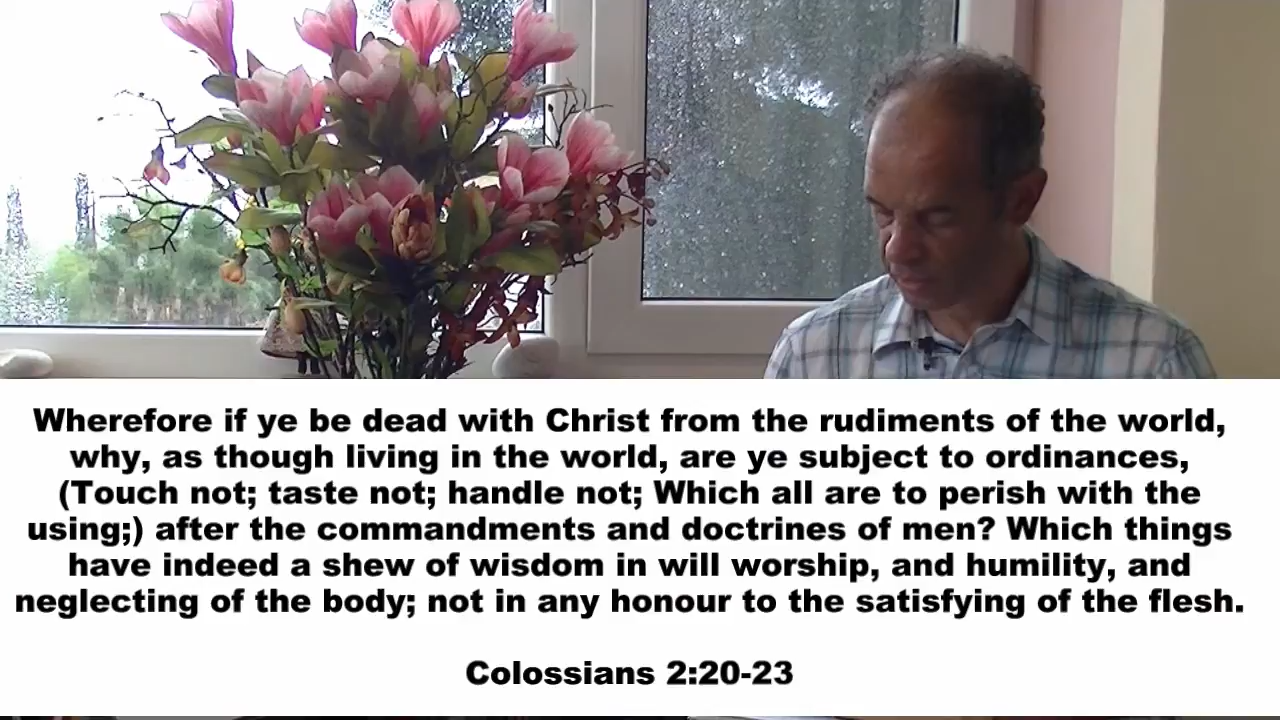 Wherefore if ye be dead with Christ from the rudiments of the world,
why, as though living in the world, are ye subject to ordinances,
(Touch not; taste not; handle not; Which all are to perish with the
using;) after the commandments and doctrines of men? Which things
have indeed a shew of wisdom in will worship, and humility, and
neglecting of the body; not in any honour to the satisfying of the flesh.
Colossians 2:20-23